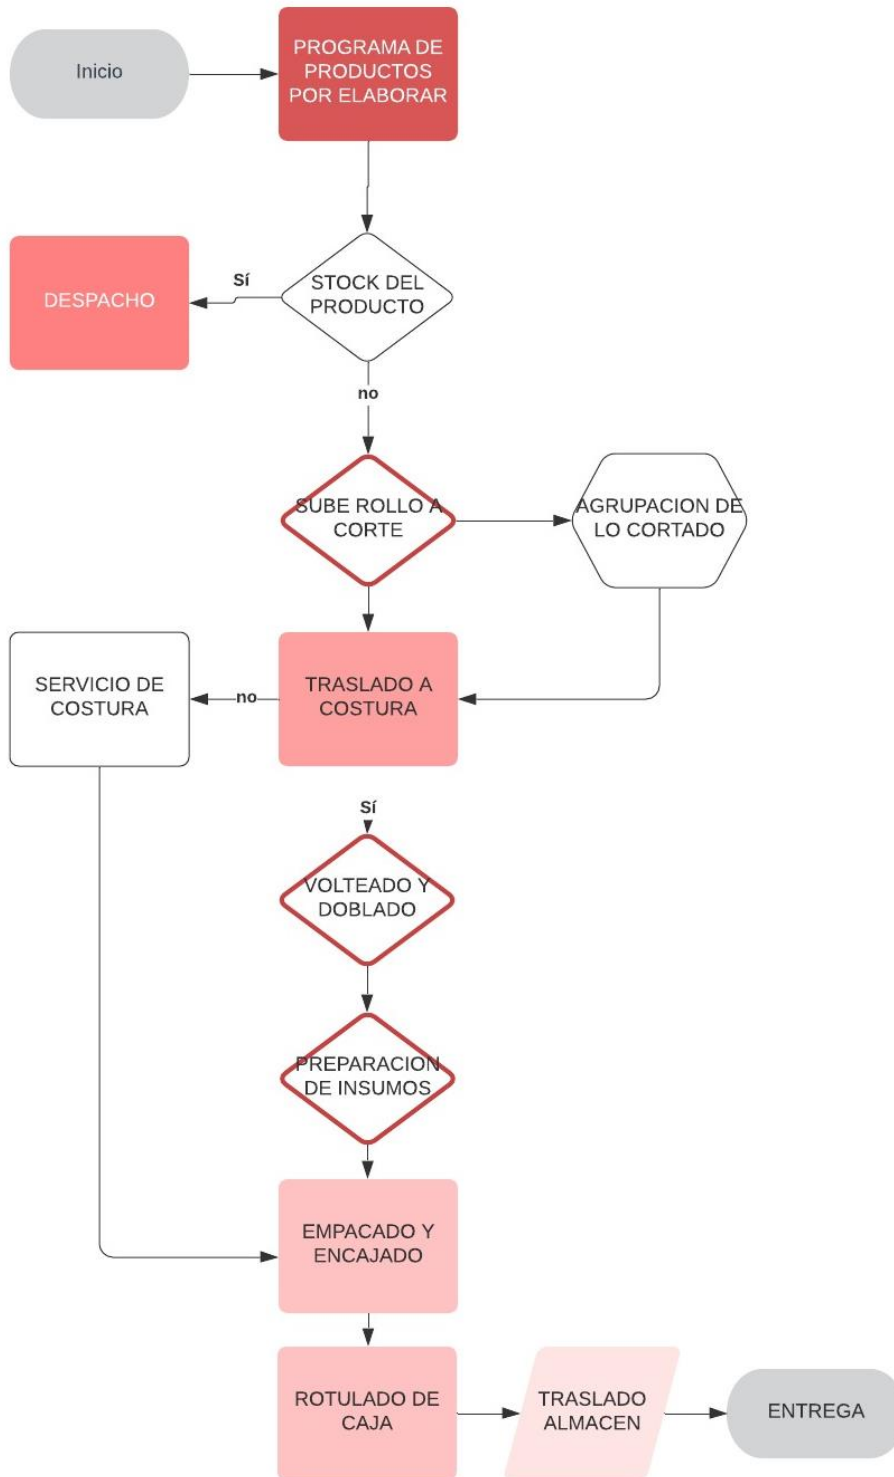 Inicio
PROGRAMA DE
PRODUCTOS
POR ELABORAR
Sí
STOCK DEL
PRODUCTO
DESPACHO
no
SUBE ROLLO A
CORTE
AGRUPACION DE
LO CORTADO
SERVICIO DE
COSTURA
no
TRASLADO A
COSTURA
Sí
VOLTEADO Y
DOBLADO
PREPARACION
DE INSUMOS
EMPACADO Y
ENCAJADO
ROTULADO DE
CAJA
TRASLADO
ALMACEN
ENTREGA